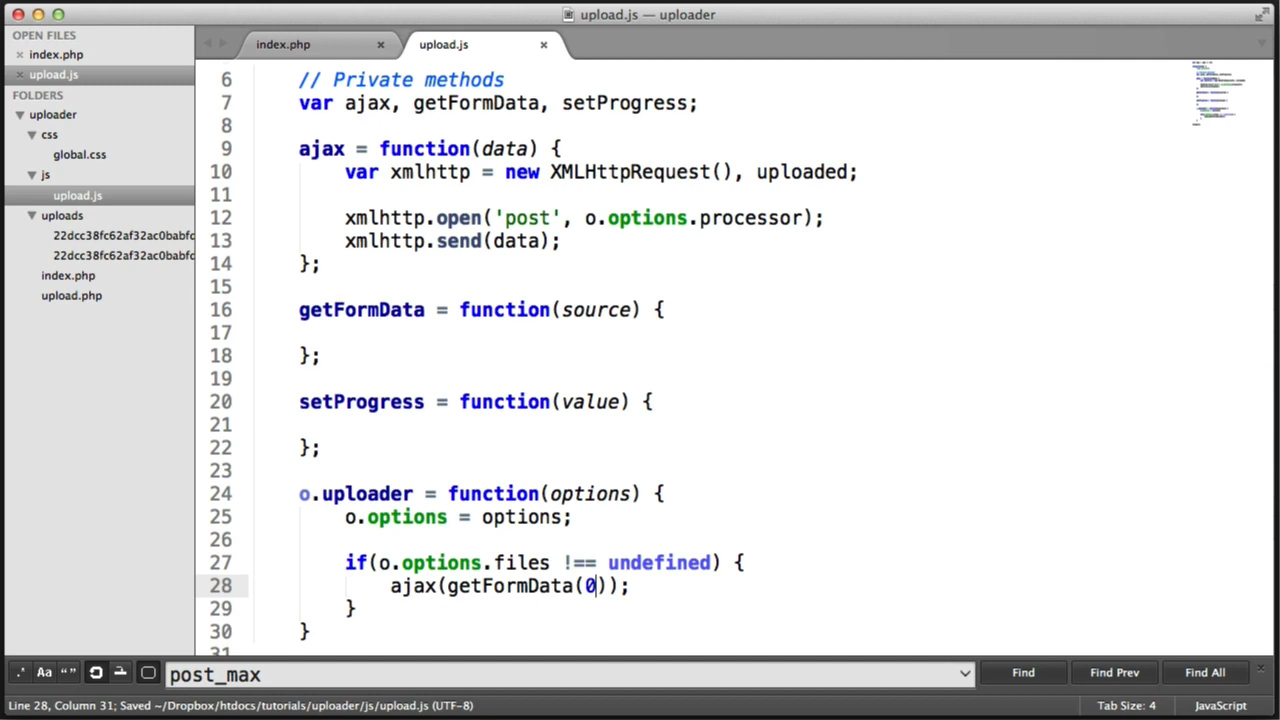 upload.js — uploader
OPEN FILES
index.php
upload.js
FOLDERS
uploader
css
global.css
js
upload.js
uploads
22dcc38fc62af32ac0babfc
22dcc38fc62af32ac0babfc
index.php
upload.php
index.php
upload.js
6 // Private methods
7 var ajax, getFormData, setProgress;
8
9 ajax = function(data) {
10 var xmlhttp = new XMLHttpRequest(), uploaded;
11
12 xmlhttp.open('post', o.options.processor);
13 xmlhttp.send(data);
14 };
15
16 getFormData = function(source) {
17
18 };
19
20 setProgress = function(value) {
21
22 };
23
24 o.uploader = function(options) {
25 o.options = options;
26
27 if(o.options.files !== undefined) {
28 ajax(getFormData(0));
29 }
30 }
31
.* Aa “ ” post_max Find Find Prev Find All
Line 28, Column 31; Saved ~/Dropbox/htdocs/tutorials/uploader/js/upload.js (UTF-8) Tab Size: 4 JavaScript